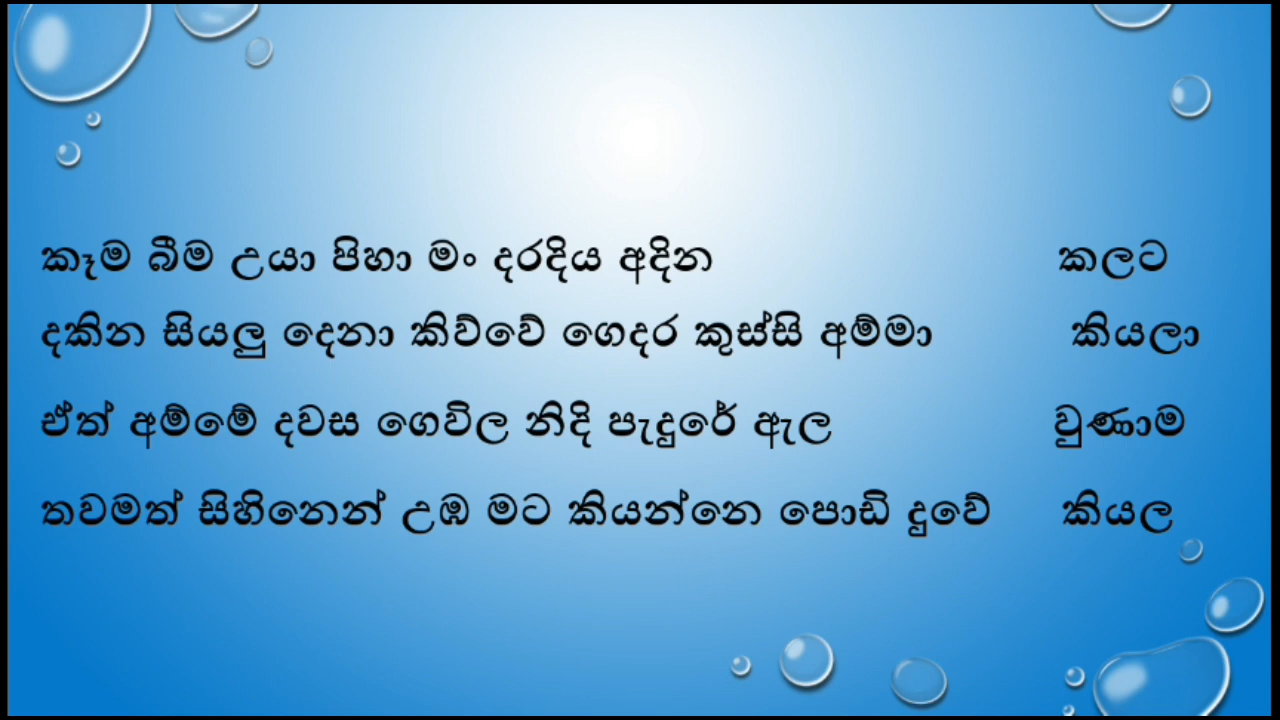 කෑම බීම උයා පිහා මං දරදිය අදින කලට
දකින සියලු දෙනා කිව්වේ ගෙදර කුස්සි අම්මා කියලා
ඒත් අම්මේ දවස ගෙවිල නිදි පැදුරේ ඇල වුණාම
තවමත් සිහිනෙන් උඹ මට කියන්නෙ පොඩි දුවේ කියල